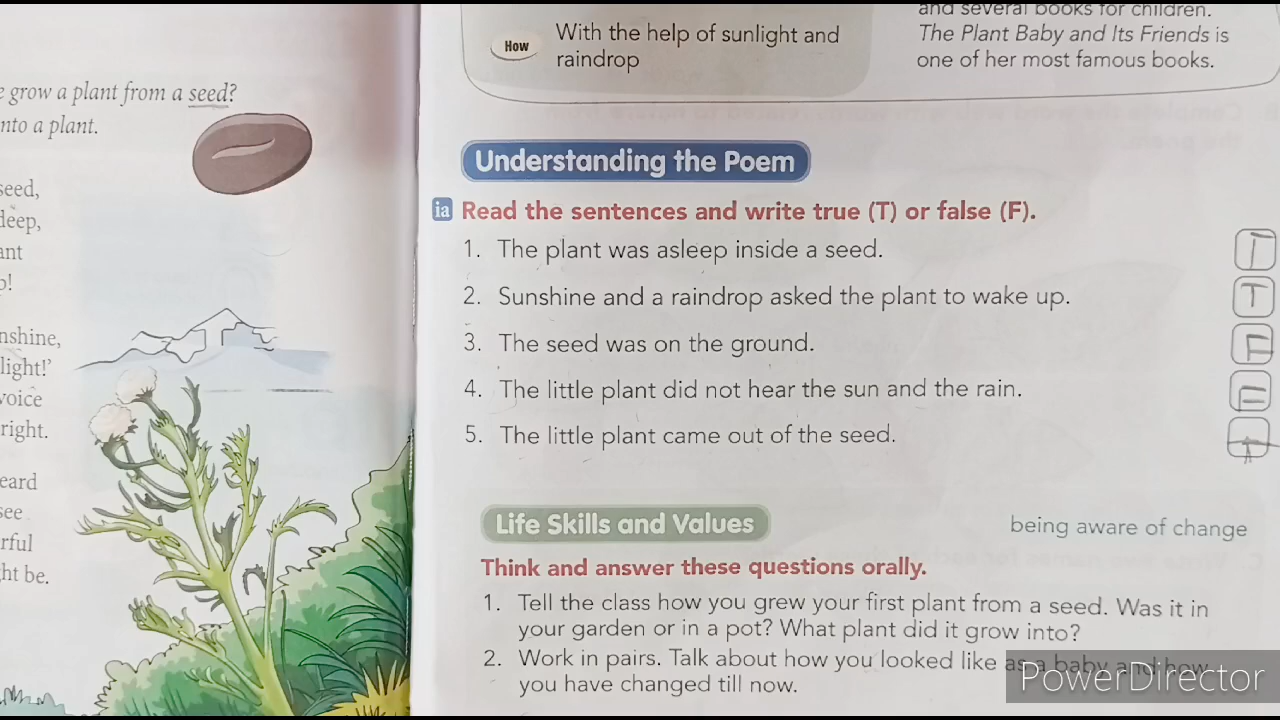 e grow a plant from a seed?
nto a plant.
seed,
deep,
ant
p!
nshine,
light!'
voice
right.
eard
see
rful
ht be.
How
With the help of sunlight and
raindrop
and several books for children.
The Plant Baby and Its Friends is
one of her most famous books.
Understanding the Poem
ia Read the sentences and write true (T) or false (F).
1. The plant was asleep inside a seed. T
2. Sunshine and a raindrop asked the plant to wake up. T
3. The seed was on the ground. F
4. The little plant did not hear the sun and the rain. F
5. The little plant came out of the seed. T
Life Skills and Values
being aware of change
Think and answer these questions orally.
1. Tell the class how you grew your first plant from a seed. Was it in
your garden or in a pot? What plant did it grow into?
2. Work in pairs. Talk about how you looked like as a baby and how
you have changed till now.
PowerDirector